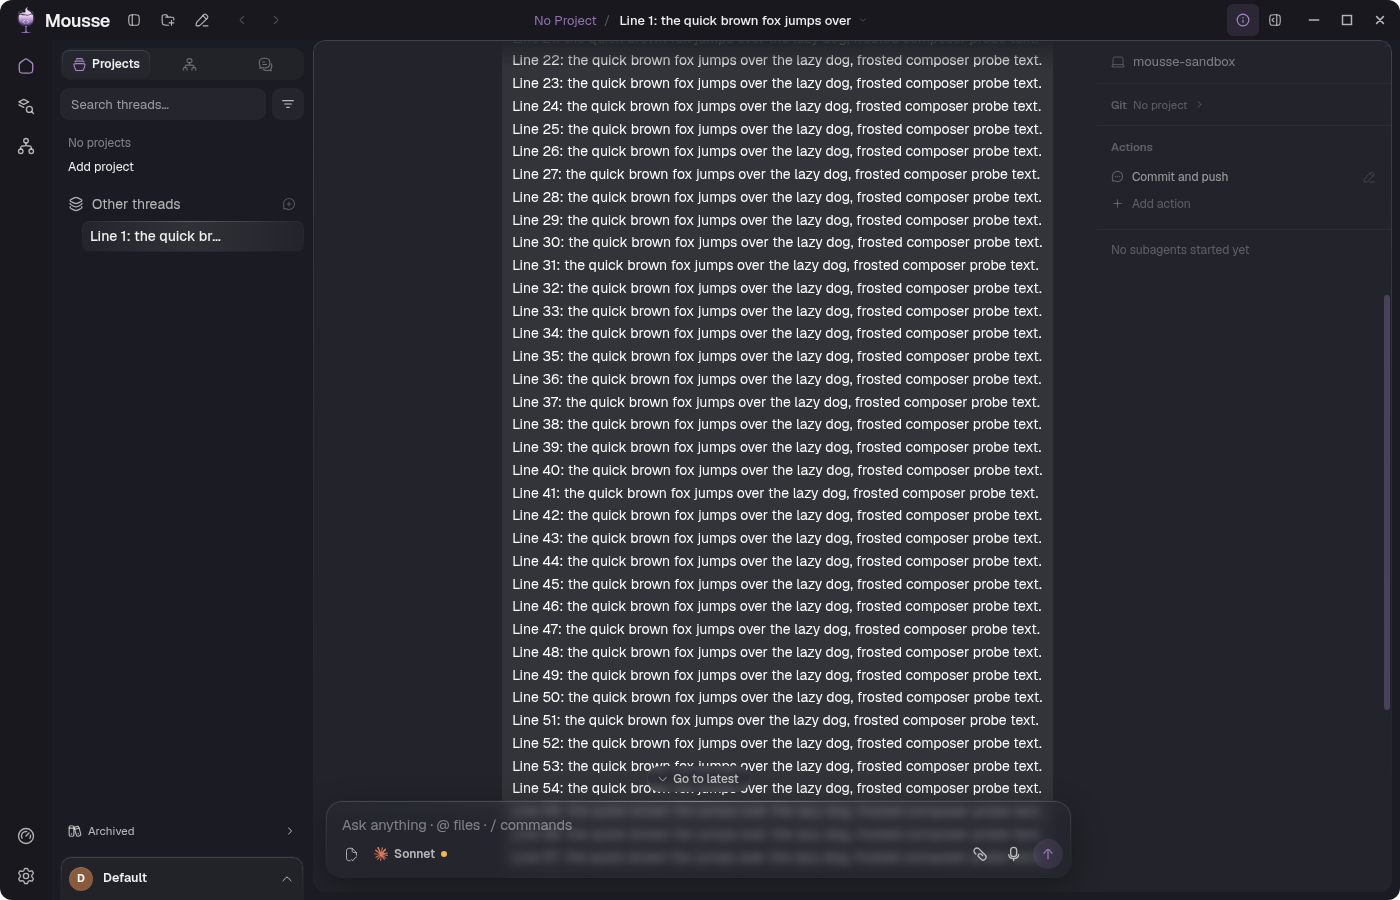 Mousse
No Project / Line 1: the quick brown fox jumps over
Projects
Search threads...
No projects
Add project
Other threads
Line 1: the quick br...
Archived
D Default
Line 22: the quick brown fox jumps over the lazy dog, frosted composer probe text.
Line 23: the quick brown fox jumps over the lazy dog, frosted composer probe text.
Line 24: the quick brown fox jumps over the lazy dog, frosted composer probe text.
Line 25: the quick brown fox jumps over the lazy dog, frosted composer probe text.
Line 26: the quick brown fox jumps over the lazy dog, frosted composer probe text.
Line 27: the quick brown fox jumps over the lazy dog, frosted composer probe text.
Line 28: the quick brown fox jumps over the lazy dog, frosted composer probe text.
Line 29: the quick brown fox jumps over the lazy dog, frosted composer probe text.
Line 30: the quick brown fox jumps over the lazy dog, frosted composer probe text.
Line 31: the quick brown fox jumps over the lazy dog, frosted composer probe text.
Line 32: the quick brown fox jumps over the lazy dog, frosted composer probe text.
Line 33: the quick brown fox jumps over the lazy dog, frosted composer probe text.
Line 34: the quick brown fox jumps over the lazy dog, frosted composer probe text.
Line 35: the quick brown fox jumps over the lazy dog, frosted composer probe text.
Line 36: the quick brown fox jumps over the lazy dog, frosted composer probe text.
Line 37: the quick brown fox jumps over the lazy dog, frosted composer probe text.
Line 38: the quick brown fox jumps over the lazy dog, frosted composer probe text.
Line 39: the quick brown fox jumps over the lazy dog, frosted composer probe text.
Line 40: the quick brown fox jumps over the lazy dog, frosted composer probe text.
Line 41: the quick brown fox jumps over the lazy dog, frosted composer probe text.
Line 42: the quick brown fox jumps over the lazy dog, frosted composer probe text.
Line 43: the quick brown fox jumps over the lazy dog, frosted composer probe text.
Line 44: the quick brown fox jumps over the lazy dog, frosted composer probe text.
Line 45: the quick brown fox jumps over the lazy dog, frosted composer probe text.
Line 46: the quick brown fox jumps over the lazy dog, frosted composer probe text.
Line 47: the quick brown fox jumps over the lazy dog, frosted composer probe text.
Line 48: the quick brown fox jumps over the lazy dog, frosted composer probe text.
Line 49: the quick brown fox jumps over the lazy dog, frosted composer probe text.
Line 50: the quick brown fox jumps over the lazy dog, frosted composer probe text.
Line 51: the quick brown fox jumps over the lazy dog, frosted composer probe text.
Line 52: the quick brown fox jumps over the lazy dog, frosted composer probe text.
Line 53: the quick brown fox jumps over the lazy dog, frosted composer probe text.
Go to latest
Line 54: the quick brown fox jumps over the lazy dog, frosted composer probe text.
Ask anything · @ files · / commands
Sonnet
mousse-sandbox
Git No project
Actions
Commit and push
Add action
No subagents started yet